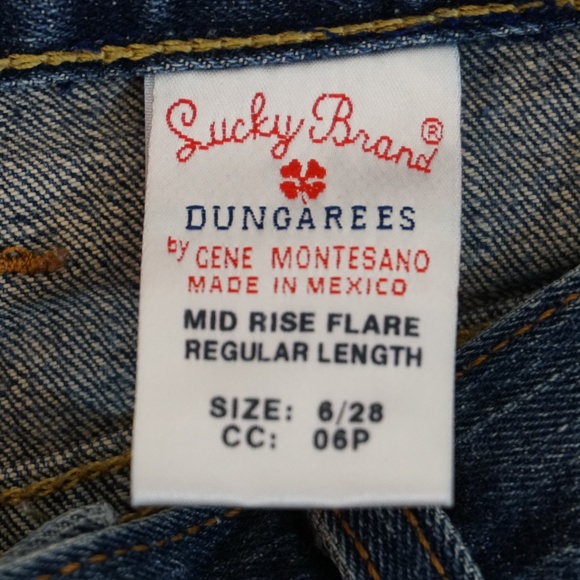 Lucky Brand®
DUNGAREES
by GENE MONTESANO
MADE IN MEXICO
MID RISE FLARE
REGULAR LENGTH
SIZE: 6/28
CC: 06P